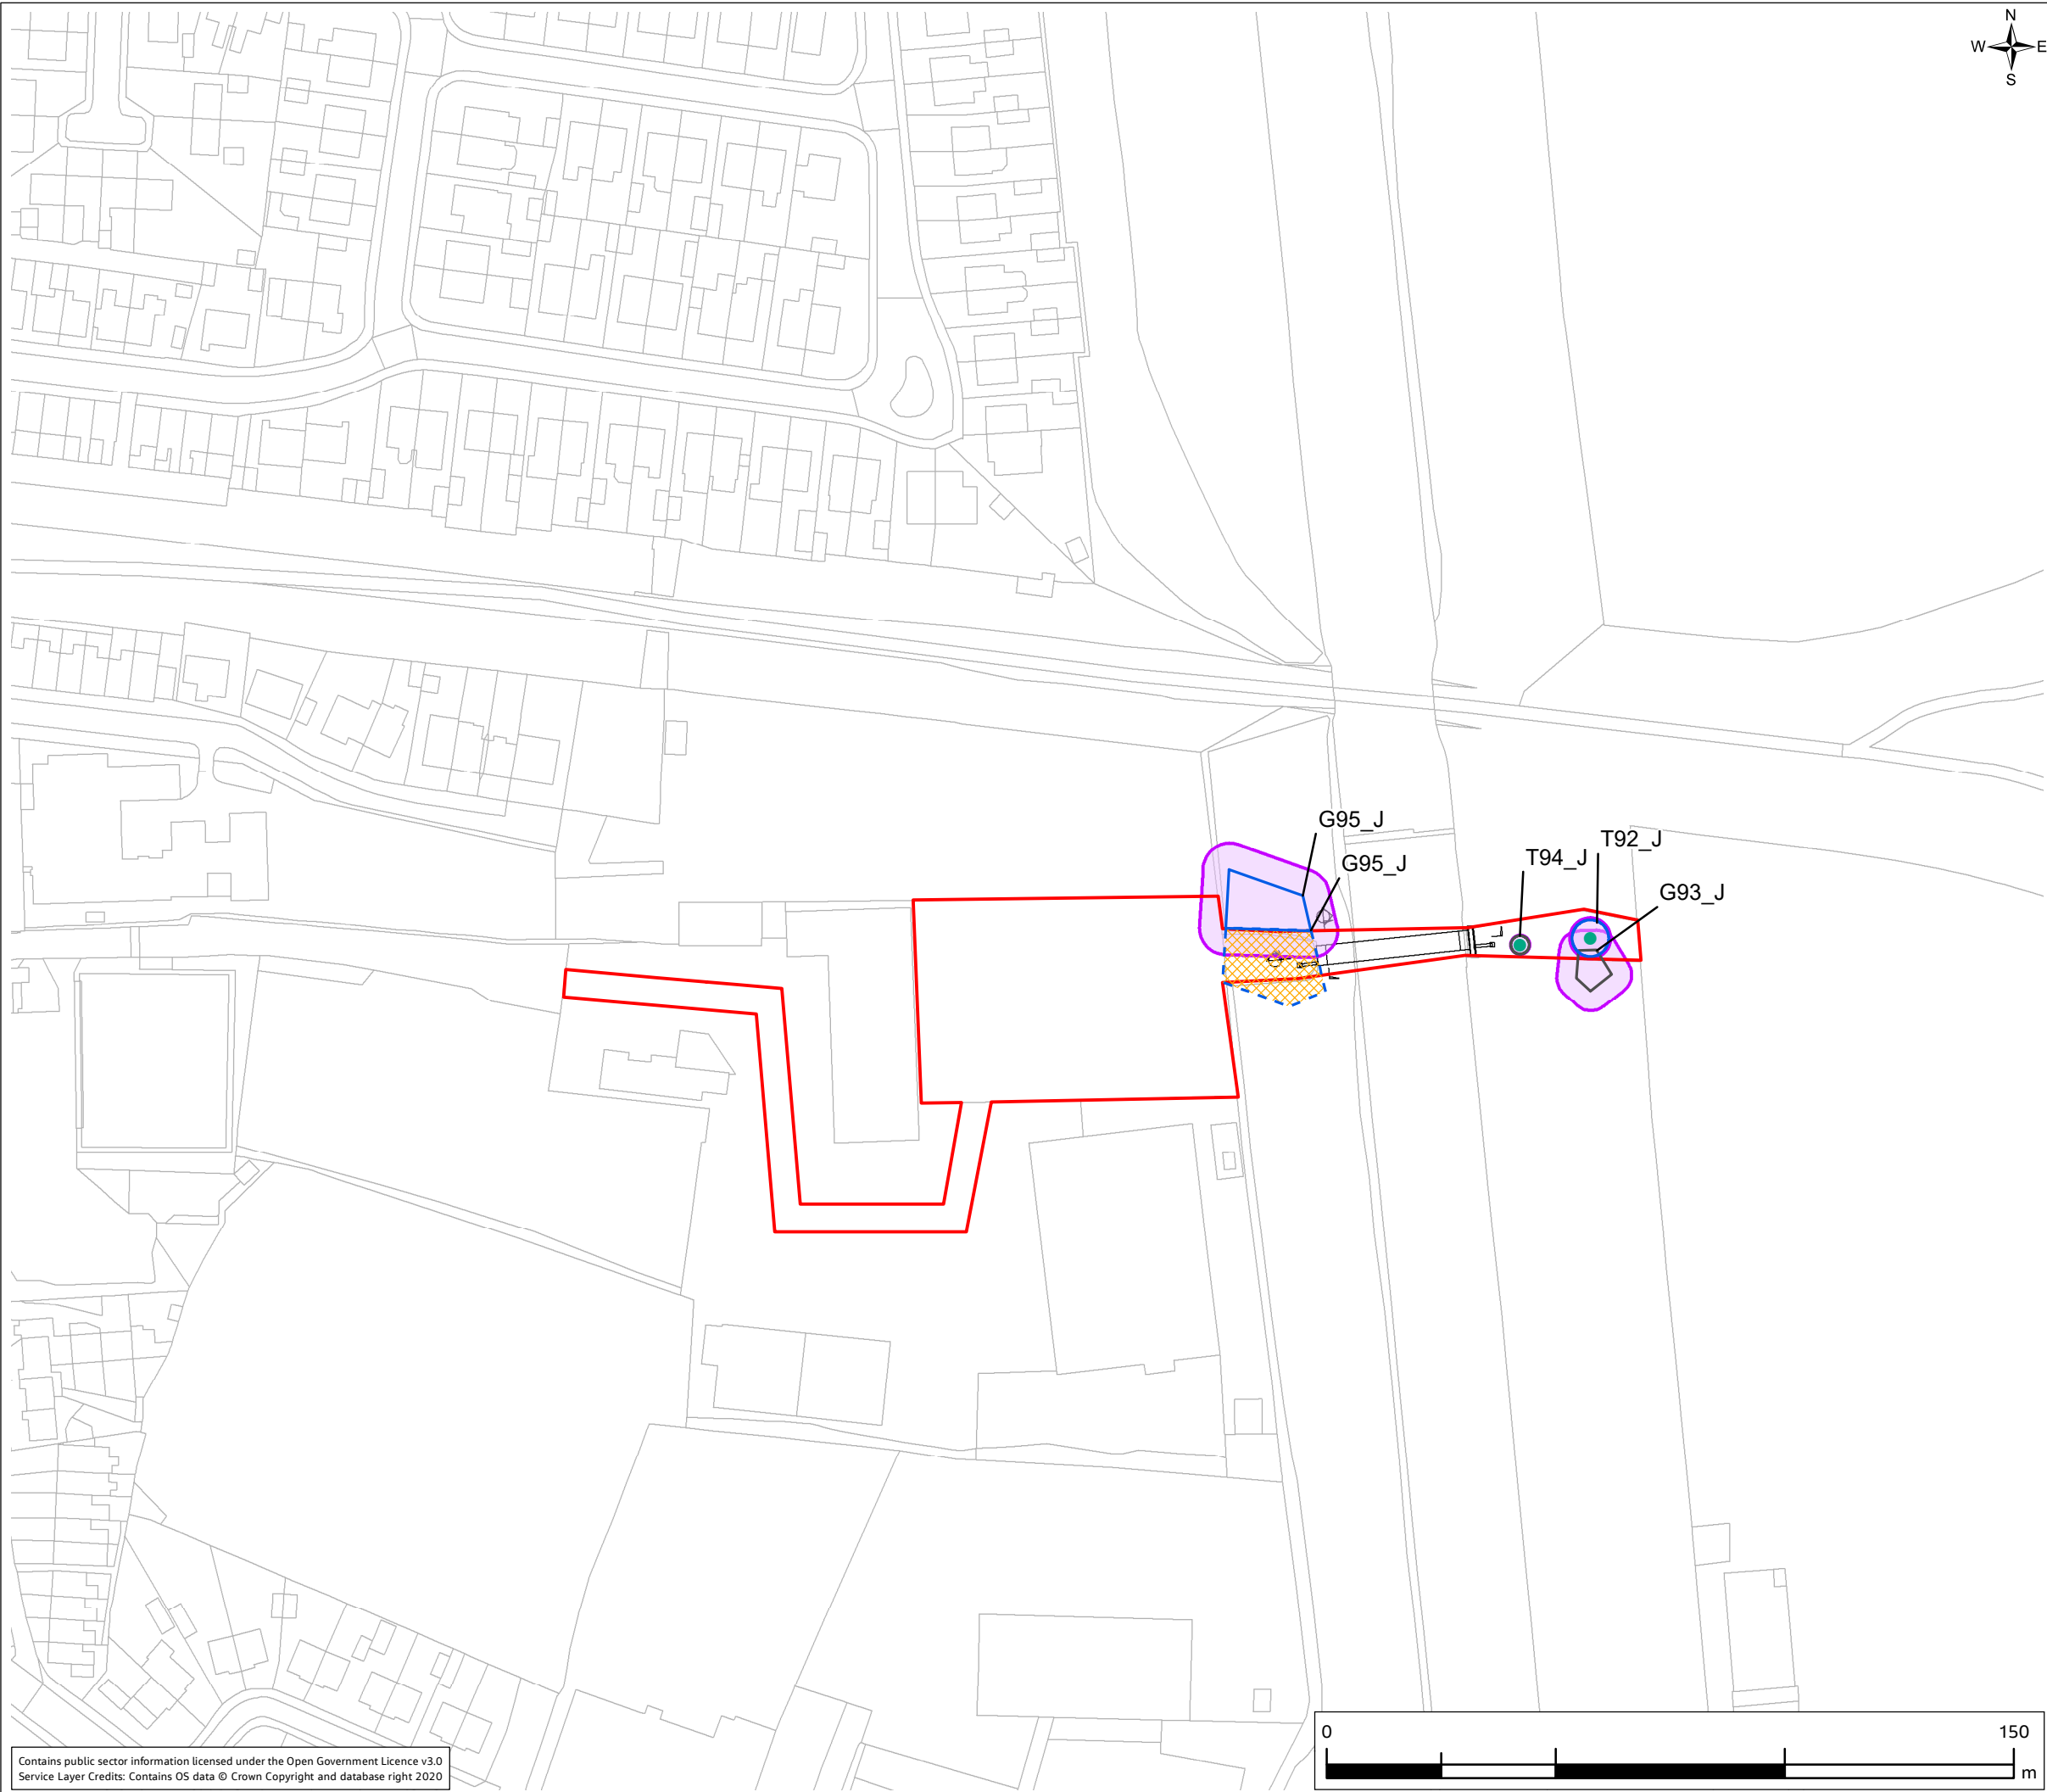 N
W E
S
G95_J
G95_J
T94_J
T92_J
G93_J
0 150
m
Contains public sector information licensed under the Open Government Licence v3.0
Service Layer Credits: Contains OS data © Crown Copyright and database right 2020